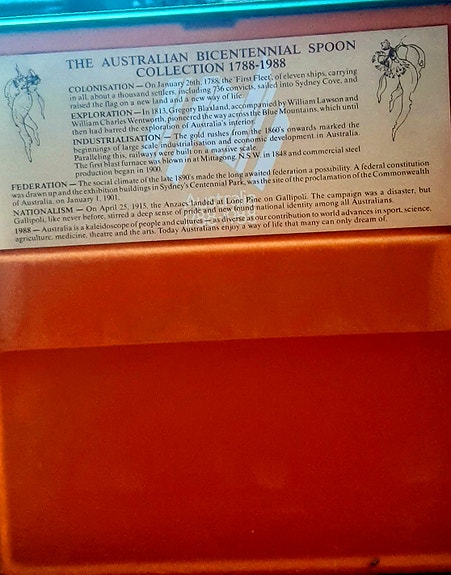 THE AUSTRALIAN BICENTENNIAL SPOON
COLLECTION 1788-1988
COLONISATION — On January 26th, 1788, the 'First Fleet', of eleven ships, carrying
in all, about a thousand settlers, including 736 convicts, sailed into Sydney Cove, and
raised the flag on a new land and a new way of life.
EXPLORATION — In 1813, Gregory Blaxland, accompanied by William Lawson and
William Charles Wentworth, pioneered the way across the Blue Mountains, which until
then had barred the exploration of Australia's inferior
INDUSTRIALISATION — The gold rushes from the 1860's onwards marked the
beginnings of large scale industrialisation and economic development in Australia.
Paralleling this, railways were built on a massive scale.
The first blast furnace was blown in at Mittagong, N.S.W. in 1848 and commercial steel
production began in 1900.
FEDERATION — The social climate of the late 1890's made the long awaited federation a possibility. A federal constitution
was drawn up and the exhibition buildings in Sydney's Centennial Park, was the site of the proclamation of the Commonwealth
of Australia, on January 1, 1901.
NATIONALISM — On April 25, 1915, the Anzacs landed at Lone Pine on Gallipoli. The campaign was a disaster, but
Gallipoli, like never before, stirred a deep sense of pride and new found national identity among all Australians.
1988 — Australia is a kaleidoscope of people and cultures — as diverse as our contribution to world advances in sport, science,
agriculture, medicine, theatre and the arts. Today Australians enjoy a way of life that many can only dream of.